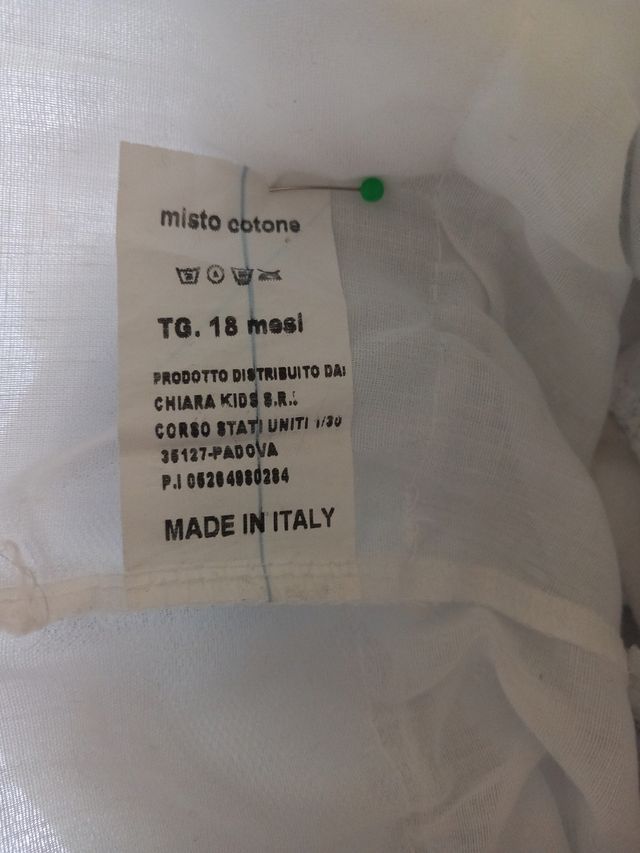 misto cotone
TG. 18 mesi
PRODOTTO DISTRIBUITO DA:
CHIARA KIDS S.R.L
CORSO STATI UNITI 1/30
35127-PADOVA
P.I 05264980284
MADE IN ITALY